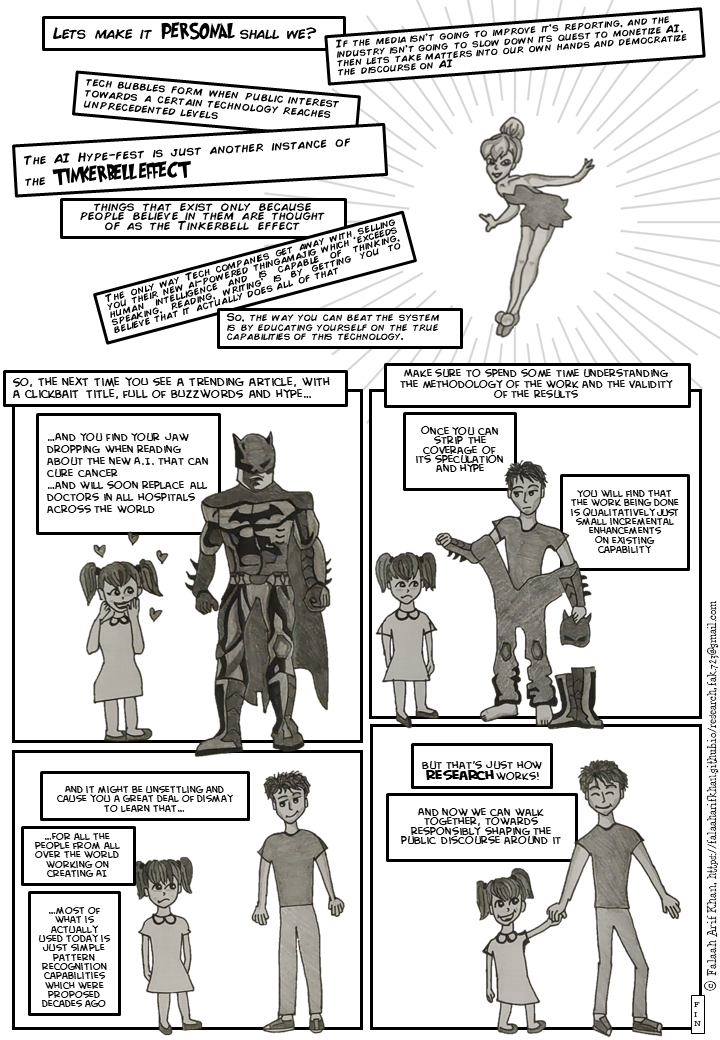 LETS MAKE IT PERSONAL SHALL WE?
IF THE MEDIA ISN'T GOING TO IMPROVE IT'S REPORTING, AND THE
INDUSTRY ISN'T GOING TO SLOW DOWN ITS QUEST TO MONETIZE AI,
THEN LETS TAKE MATTERS INTO OUR OWN HANDS AND DEMOCRATIZE
THE DISCOURSE ON AI
TECH BUBBLES FORM WHEN PUBLIC INTEREST
TOWARDS A CERTAIN TECHNOLOGY REACHES
UNPRECEDENTED LEVELS
THE AI HYPE-FEST IS JUST ANOTHER INSTANCE OF
THE TINKERBELL EFFECT
THINGS THAT EXIST ONLY BECAUSE
PEOPLE BELIEVE IN THEM ARE THOUGHT
OF AS THE TINKERBELL EFFECT
THE ONLY WAY TECH COMPANIES GET AWAY WITH SELLING
YOU THEIR NEW AI-POWERED THINGAMAJIG WHICH 'EXCEEDS
HUMAN INTELLIGENCE AND IS CAPABLE OF THINKING,
SPEAKING, READING, WRITING' IS BY GETTING YOU TO
BELIEVE THAT IT ACTUALLY DOES ALL OF THAT
SO, THE WAY YOU CAN BEAT THE SYSTEM
IS BY EDUCATING YOURSELF ON THE TRUE
CAPABILITIES OF THIS TECHNOLOGY.
SO, THE NEXT TIME YOU SEE A TRENDING ARTICLE, WITH
A CLICKBAIT TITLE, FULL OF BUZZWORDS AND HYPE...
...AND YOU FIND YOUR JAW
DROPPING WHEN READING
ABOUT THE NEW A.I. THAT CAN
CURE CANCER
...AND WILL SOON REPLACE ALL
DOCTORS IN ALL HOSPITALS
ACROSS THE WORLD
MAKE SURE TO SPEND SOME TIME UNDERSTANDING
THE METHODOLOGY OF THE WORK AND THE VALIDITY
OF THE RESULTS
ONCE YOU CAN
STRIP THE
COVERAGE OF
ITS SPECULATION
AND HYPE
YOU WILL FIND THAT
THE WORK BEING DONE
IS QUALITATIVELY JUST
SMALL INCREMENTAL
ENHANCEMENTS
ON EXISTING
CAPABILITY
AND IT MIGHT BE UNSETTLING AND
CAUSE YOU A GREAT DEAL OF DISMAY
TO LEARN THAT...
...FOR ALL THE
PEOPLE FROM ALL
OVER THE WORLD
WORKING ON
CREATING AI
...MOST OF
WHAT IS
ACTUALLY
USED TODAY IS
JUST SIMPLE
PATTERN
RECOGNITION
CAPABILITIES
WHICH WERE
PROPOSED
DECADES AGO
BUT THAT'S JUST HOW
RESEARCH WORKS!
AND NOW WE CAN WALK
TOGETHER, TOWARDS
RESPONSIBLY SHAPING THE
PUBLIC DISCOURSE AROUND IT
FIN
© Falaah Arif Khan, https://falaaharifkhan.github.io/research, fak.723@gmail.com